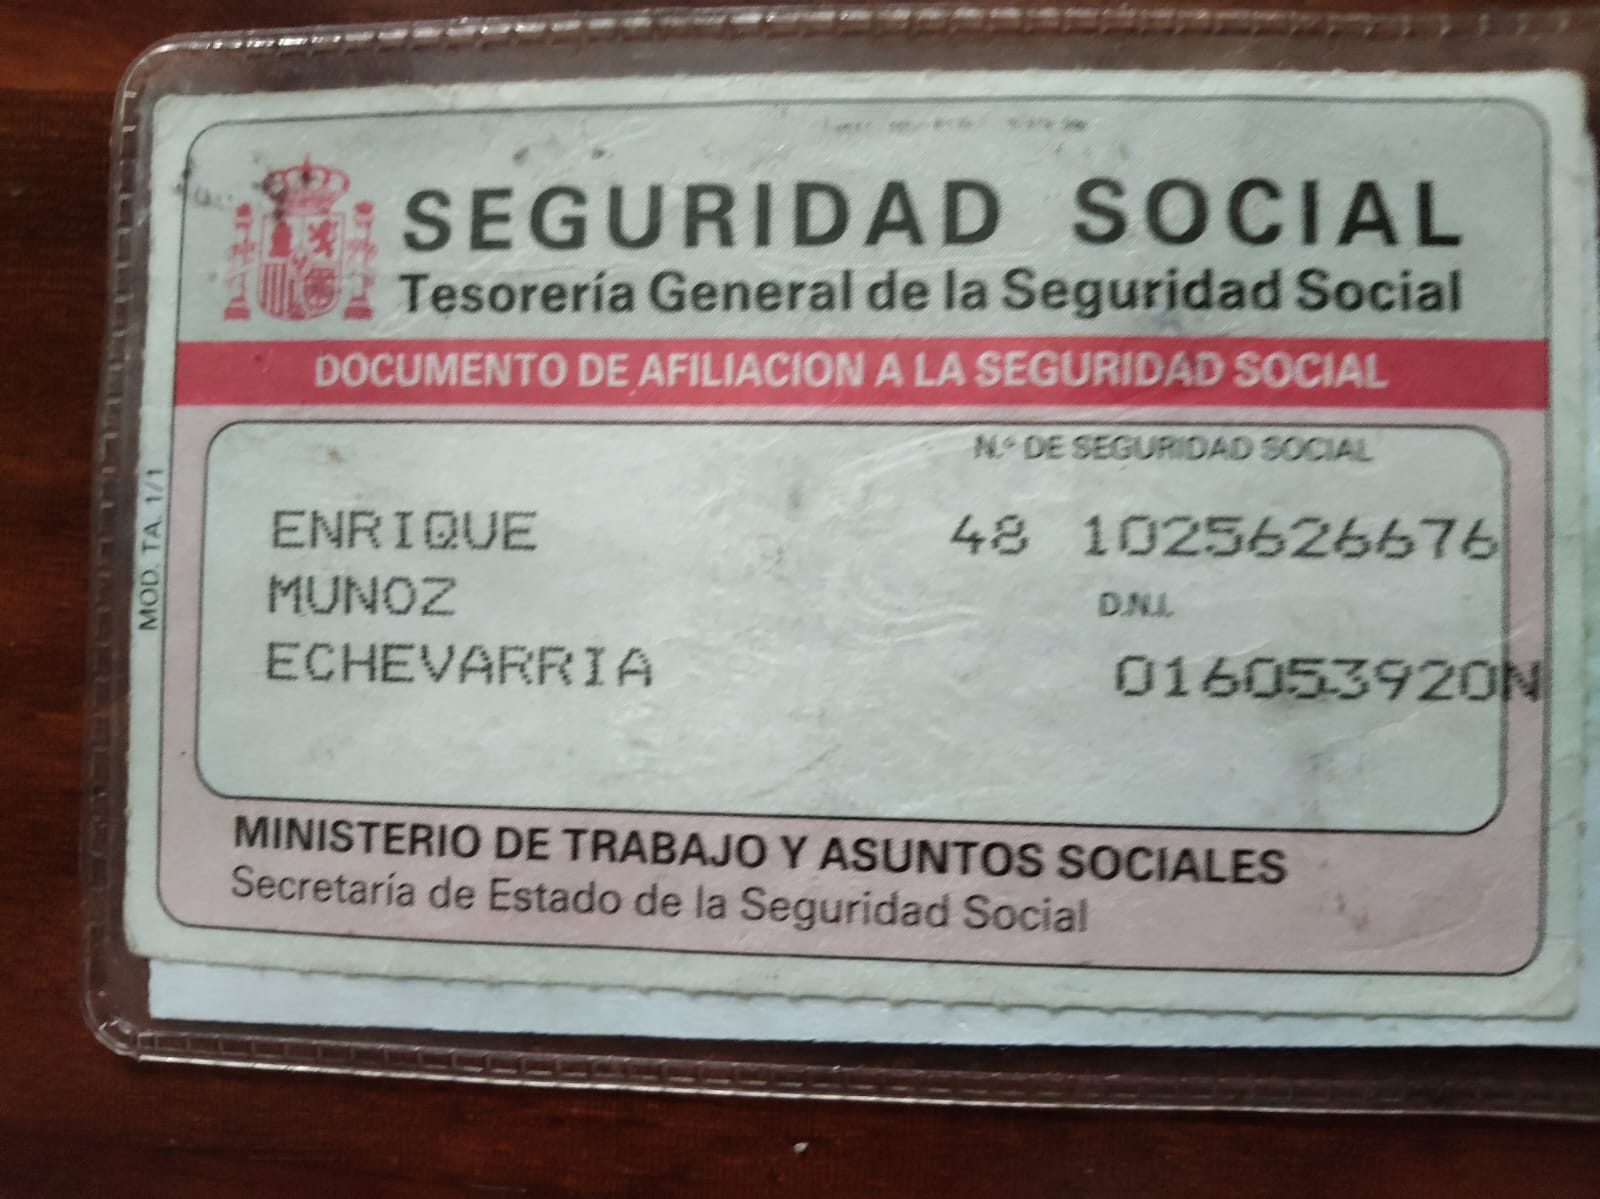 SEGURIDAD SOCIAL
Tesorería General de la Seguridad Social
DOCUMENTO DE AFILIACION A LA SEGURIDAD SOCIAL
N.º DE SEGURIDAD SOCIAL
ENRIQUE 48 1025626676
MUNOZ D.N.I.
ECHEVARRIA 016053920N
MINISTERIO DE TRABAJO Y ASUNTOS SOCIALES
Secretaría de Estado de la Seguridad Social
MOD. TA. 1/1